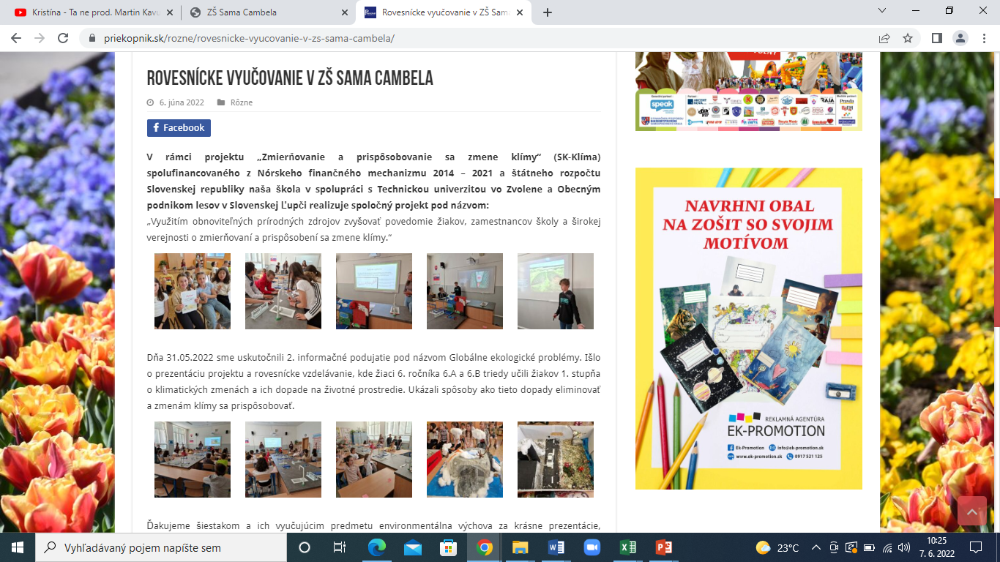 Kristína - Ta ne prod. Martin Kavu
ZŠ Sama Cambela
Rovesnícke vyučovanie v ZŠ Sam
priekopnik.sk/rozne/rovesnicke-vyucovanie-v-zs-sama-cambela/
ROVESNÍCKE VYUČOVANIE V ZŠ SAMA CAMBELA
6. júna 2022 Rôzne
Facebook
V rámci projektu „Zmierňovanie a prispôsobovanie sa zmene klímy“ (SK-Klíma)
spolufinancovaného z Nórskeho finančného mechanizmu 2014 – 2021 a štátneho rozpočtu
Slovenskej republiky naša škola v spolupráci s Technickou univerzitou vo Zvolene a Obecným
podnikom lesov v Slovenskej Ľupči realizuje spoločný projekt pod názvom:
„Využitím obnoviteľných prírodných zdrojov zvyšovať povedomie žiakov, zamestnancov školy a širokej
verejnosti o zmierňovaní a prispôsobení sa zmene klímy.“
Dňa 31.05.2022 sme uskutočnili 2. informačné podujatie pod názvom Globálne ekologické problémy. Išlo
o prezentáciu projektu a rovesnícke vzdelávanie, kde žiaci 6. ročníka 6.A a 6.B triedy učili žiakov 1. stupňa
o klimatických zmenách a ich dopade na životné prostredie. Ukázali spôsoby ako tieto dopady eliminovať
a zmenám klímy sa prispôsobovať.
Ďakujeme šiestakom a ich vyučujúcim predmetu environmentálna výchova za krásne prezentácie,
speak
Pravda
NAVRHNI OBAL
NA ZOŠIT SO SVOJIM
MOTÍVOM
REKLAMNÁ AGENTÚRA
EK-PROMOTION
Ek-Promotion info@ek-promotion.sk
www.ek-promotion.sk 0917 521 125
Vyhľadávaný pojem napíšte sem
23°C
10:25
7. 6. 2022